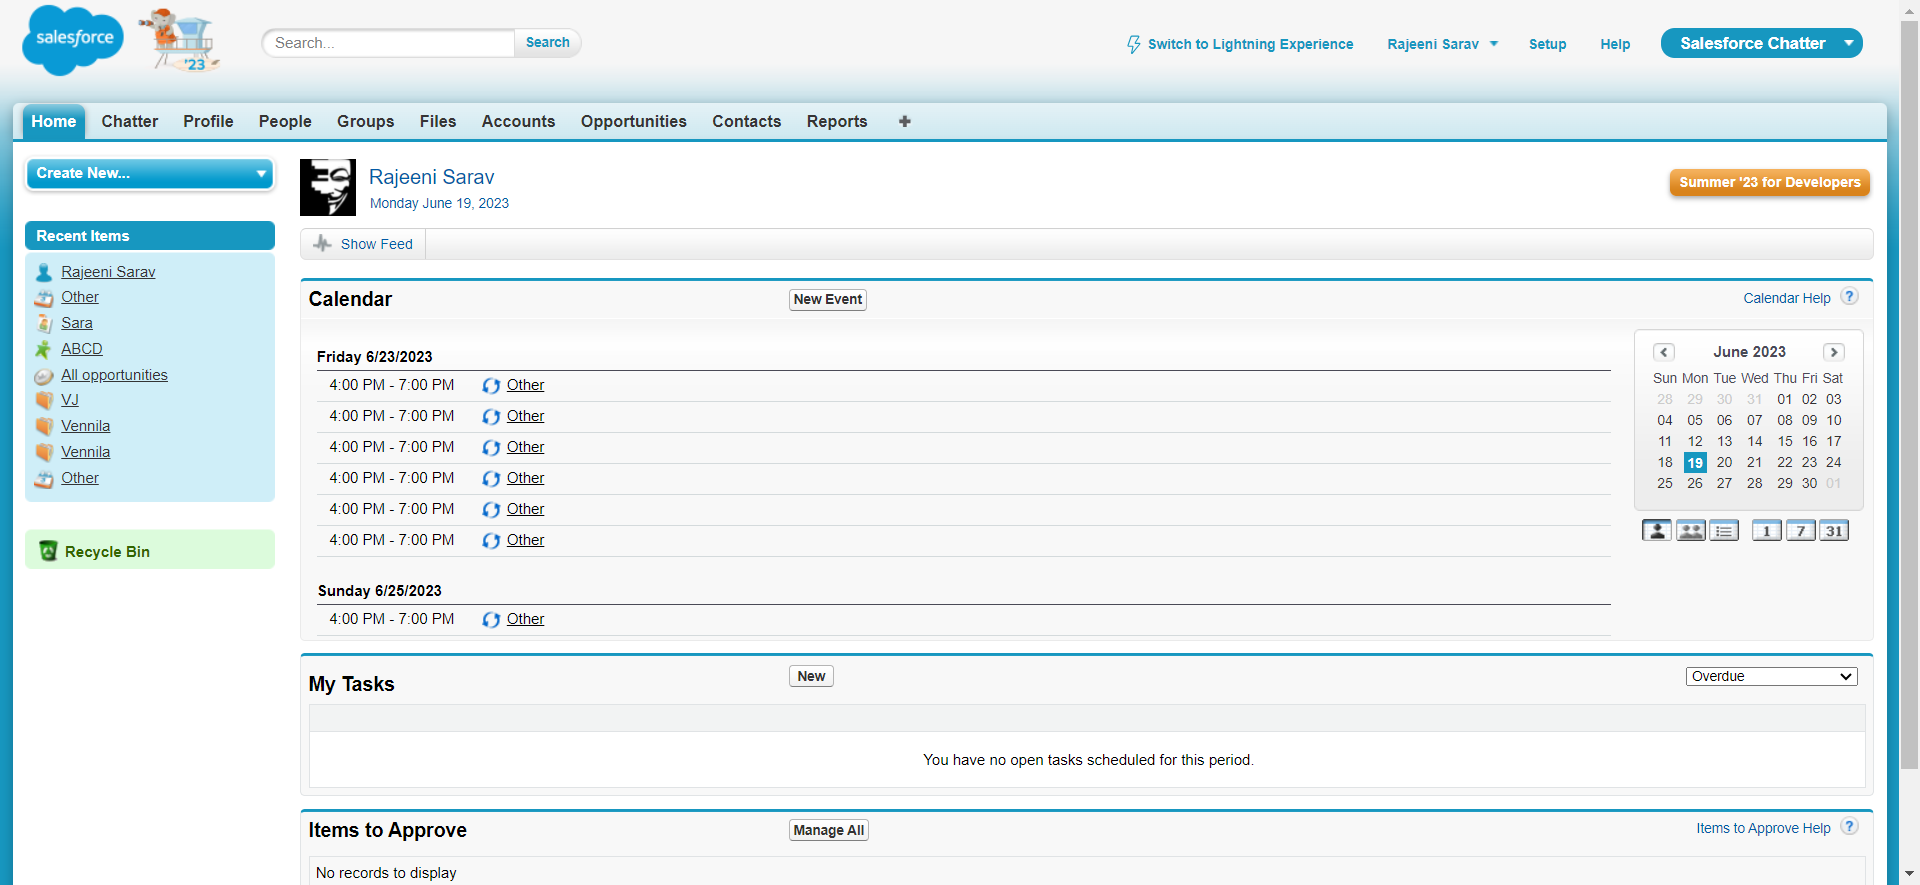 salesforce
'23
Search...
Search
Switch to Lightning Experience
Rajeeni Sarav
Setup
Help
Salesforce Chatter
Home
Chatter
Profile
People
Groups
Files
Accounts
Opportunities
Contacts
Reports
Create New...
Recent Items
Rajeeni Sarav
Other
Sara
ABCD
All opportunities
VJ
Vennila
Vennila
Other
Recycle Bin
Rajeeni Sarav
Monday June 19, 2023
Summer '23 for Developers
Show Feed
Calendar
New Event
Calendar Help ?
Friday 6/23/2023
4:00 PM - 7:00 PM Other
4:00 PM - 7:00 PM Other
4:00 PM - 7:00 PM Other
4:00 PM - 7:00 PM Other
4:00 PM - 7:00 PM Other
4:00 PM - 7:00 PM Other
Sunday 6/25/2023
4:00 PM - 7:00 PM Other
June 2023
Sun Mon Tue Wed Thu Fri Sat
28 29 30 31 01 02 03
04 05 06 07 08 09 10
11 12 13 14 15 16 17
18 19 20 21 22 23 24
25 26 27 28 29 30 01
1 7 31
My Tasks
New
Overdue
You have no open tasks scheduled for this period.
Items to Approve
Manage All
Items to Approve Help ?
No records to display